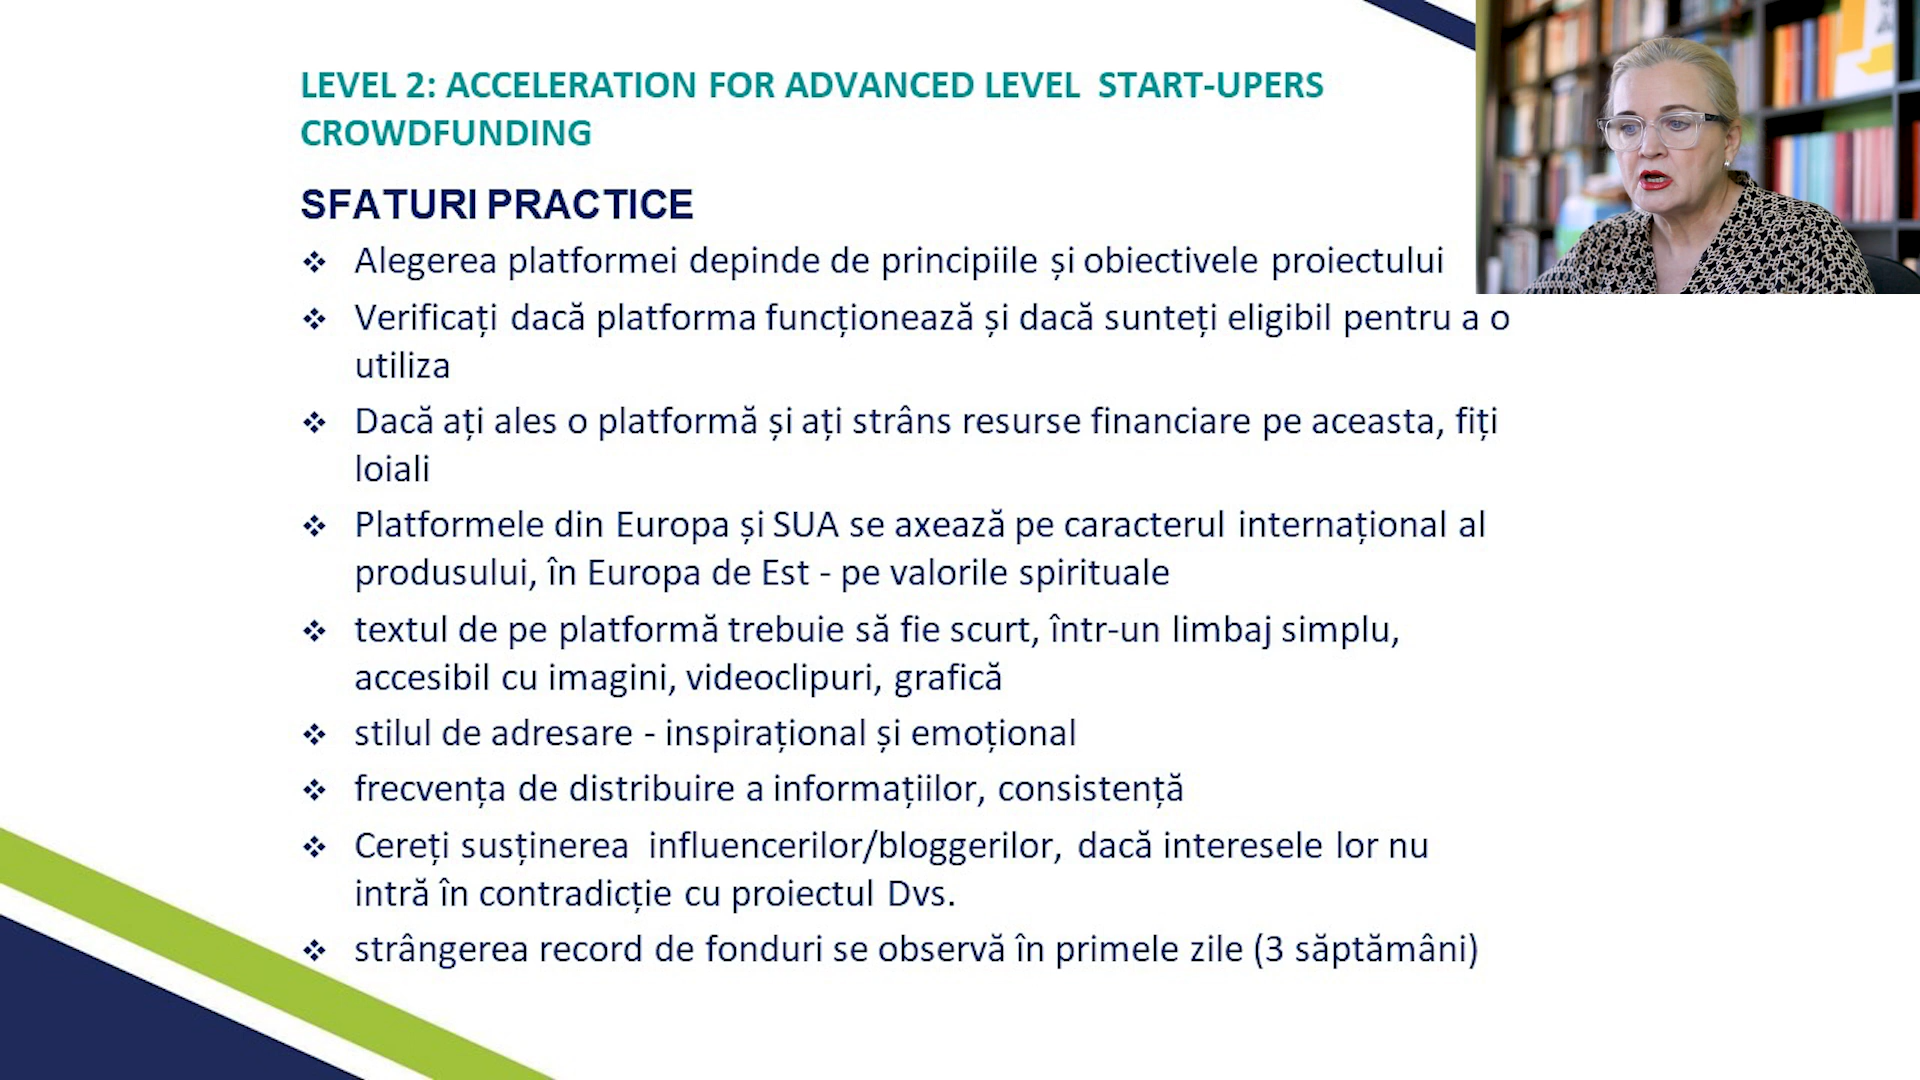 LEVEL 2: ACCELERATION FOR ADVANCED LEVEL START-UPERS
CROWDFUNDING
SFATURI PRACTICE
Alegerea platformei depinde de principiile și obiectivele proiectului
Verificați dacă platforma funcționează și dacă sunteți eligibil pentru a o
utiliza
Dacă ați ales o platformă și ați strâns resurse financiare pe aceasta, fiți
loiali
Platformele din Europa și SUA se axează pe caracterul internațional al
produsului, în Europa de Est - pe valorile spirituale
textul de pe platformă trebuie să fie scurt, într-un limbaj simplu,
accesibil cu imagini, videoclipuri, grafică
stilul de adresare - inspirațional și emoțional
frecvența de distribuire a informațiilor, consistență
Cereți susținerea influencerilor/bloggerilor, dacă interesele lor nu
intră în contradicție cu proiectul Dvs.
strângerea record de fonduri se observă în primele zile (3 săptămâni)